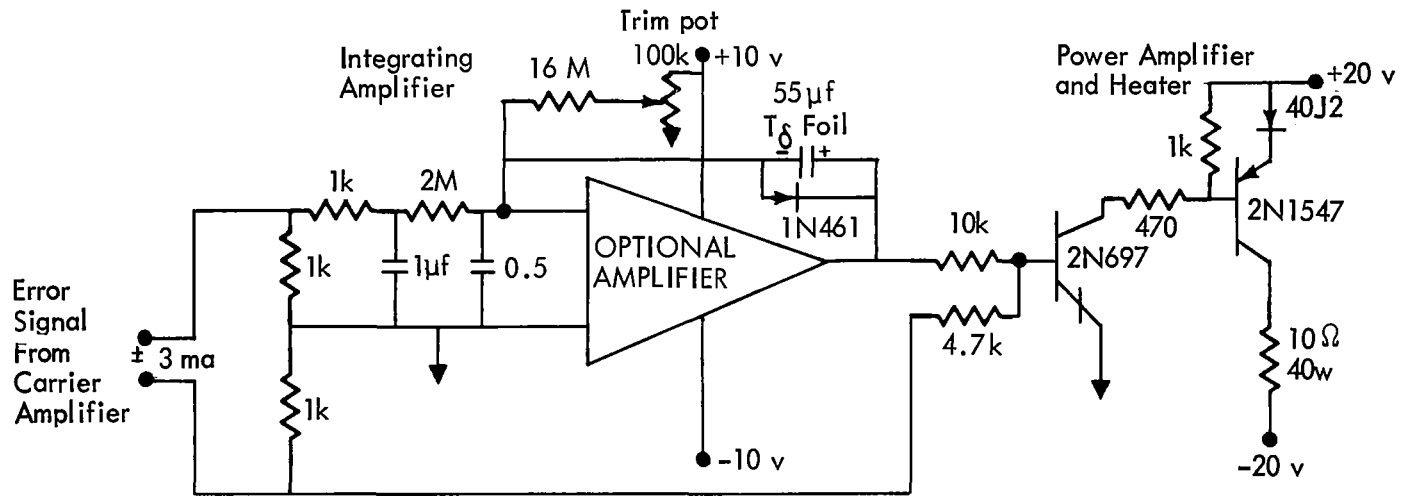 Trim pot
100k
+10 v
Integrating
Amplifier
16 M
55μf
Tδ Foil
- +
1N461
Power Amplifier
and Heater
+20 v
40J2
1k
1k
2M
1k
1μf
0.5
OPTIONAL
AMPLIFIER
10k
4.7k
2N697
470
2N1547
Error
Signal
From
Carrier
Amplifier
± 3 ma
1k
10 Ω
40w
-10 v
-20 v